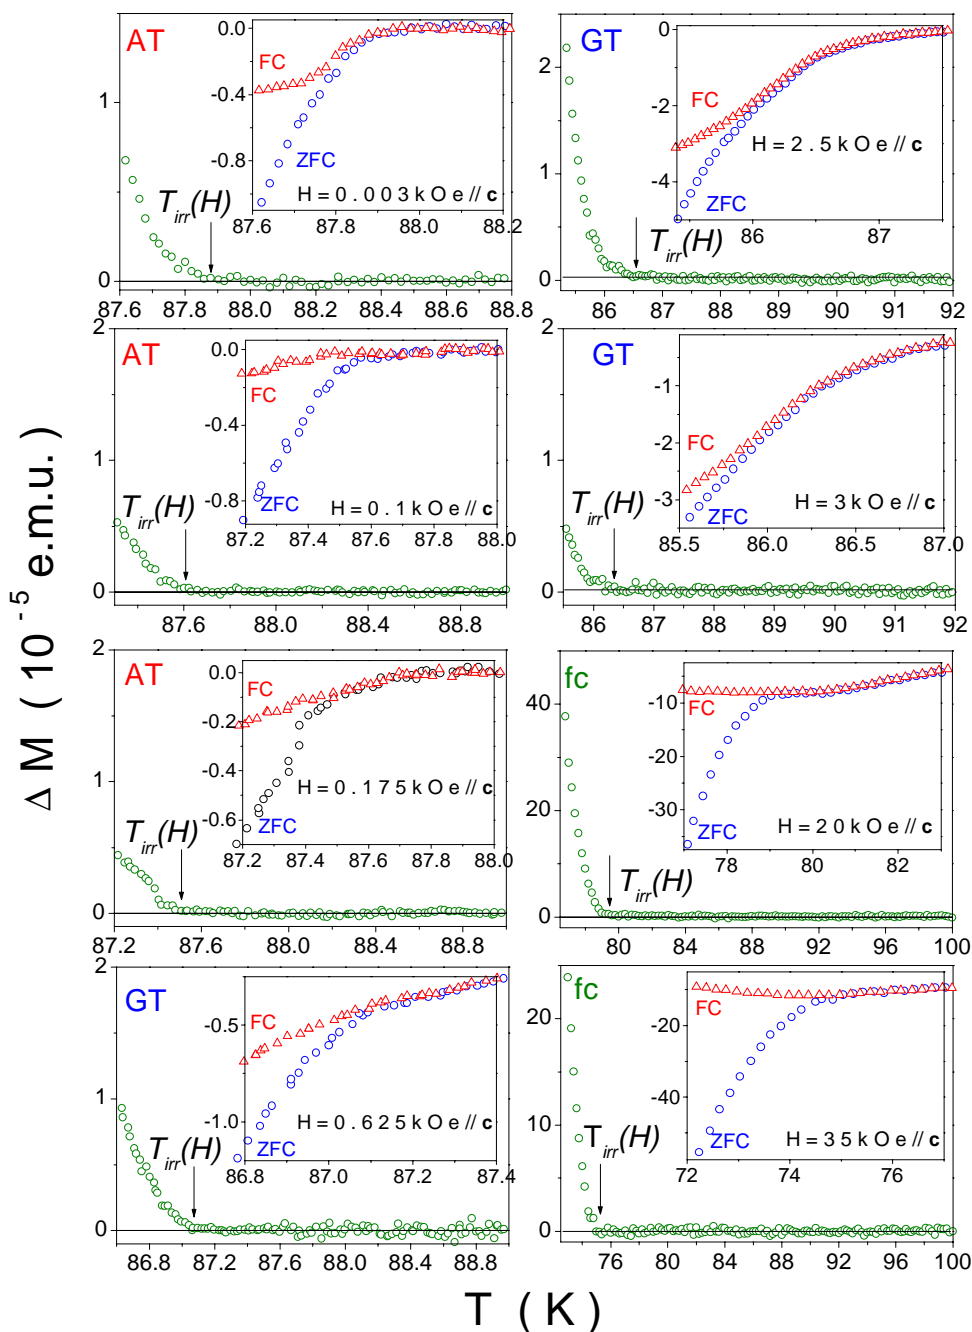 Δ M ( 10⁻⁵ e.m.u. )
T ( K )
AT
FC
ZFC
H = 0.003 kOe // c
T_irr(H)
0.0
-0.4
-0.8
87.6 87.8 88.0 88.2
2
1
0
87.6 87.8 88.0 88.2 88.4 88.6 88.8
GT
FC
ZFC
H = 2.5 kOe // c
T_irr(H)
0
-2
-4
86 87
2
1
0
86 87 88 89 90 91 92
AT
FC
ZFC
H = 0.1 kOe // c
T_irr(H)
0.0
-0.4
-0.8
87.2 87.4 87.6 87.8 88.0
2
1
0
87.6 88.0 88.4 88.8
GT
FC
ZFC
H = 3 kOe // c
T_irr(H)
-1
-2
-3
85.5 86.0 86.5 87.0
2
1
0
85 86 87 88 89 90 91 92
AT
FC
ZFC
H = 0.175 kOe // c
T_irr(H)
0.0
-0.2
-0.4
-0.6
87.2 87.4 87.6 87.8 88.0
2
1
0
87.2 87.6 88.0 88.4 88.8
fc
FC
ZFC
H = 20 kOe // c
T_irr(H)
-10
-20
-30
78 80 82
40
20
0
80 84 88 92 96 100
GT
FC
ZFC
H = 0.625 kOe // c
T_irr(H)
-0.5
-1.0
86.8 87.0 87.2 87.4
2
1
0
86.8 87.2 87.6 88.0 88.4 88.8
fc
FC
ZFC
H = 35 kOe // c
T_irr(H)
-20
-40
72 74 76
20
10
0
76 80 84 88 92 96 100